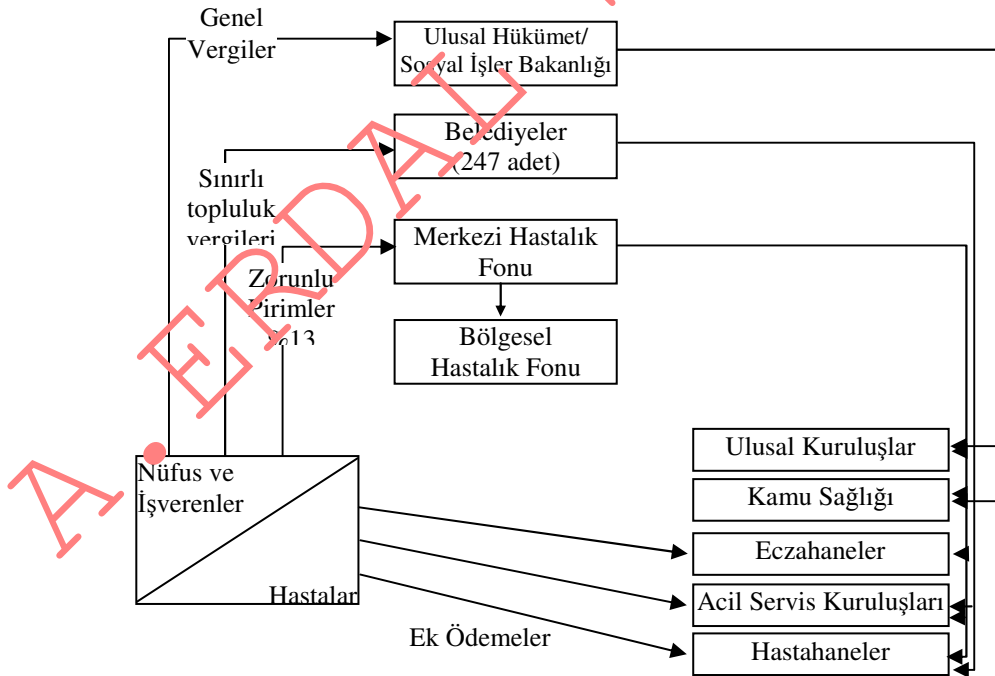 Genel
Vergiler
Ulusal Hükümet/
Sosyal İşler Bakanlığı
Belediyeler
(247 adet)
Sınırlı
topluluk
vergileri
Merkezi Hastalık
Fonu
Zorunlu
Pirimler
%13
Bölgesel
Hastalık Fonu
Nüfus ve
İşverenler
Hastalar
Ek Ödemeler
Ulusal Kuruluşlar
Kamu Sağlığı
Eczahaneler
Acil Servis Kuruluşları
Hastahaneler
A. ERDAL